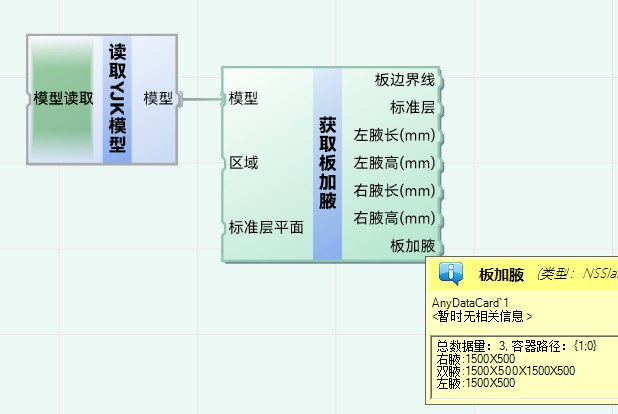 模型读取
读取YJK模型
模型
模型
区域
标准层平面
获取板加腋
板边界线
标准层
左腋长(mm)
左腋高(mm)
右腋长(mm)
右腋高(mm)
板加腋
板加腋 (类型: NSSla
AnyDataCard`1
<暂时无相关信息>
总数据量: 3, 容器路径: {1;0}
右腋:1500X500
双腋:1500X500X1500X500
左腋:1500X500